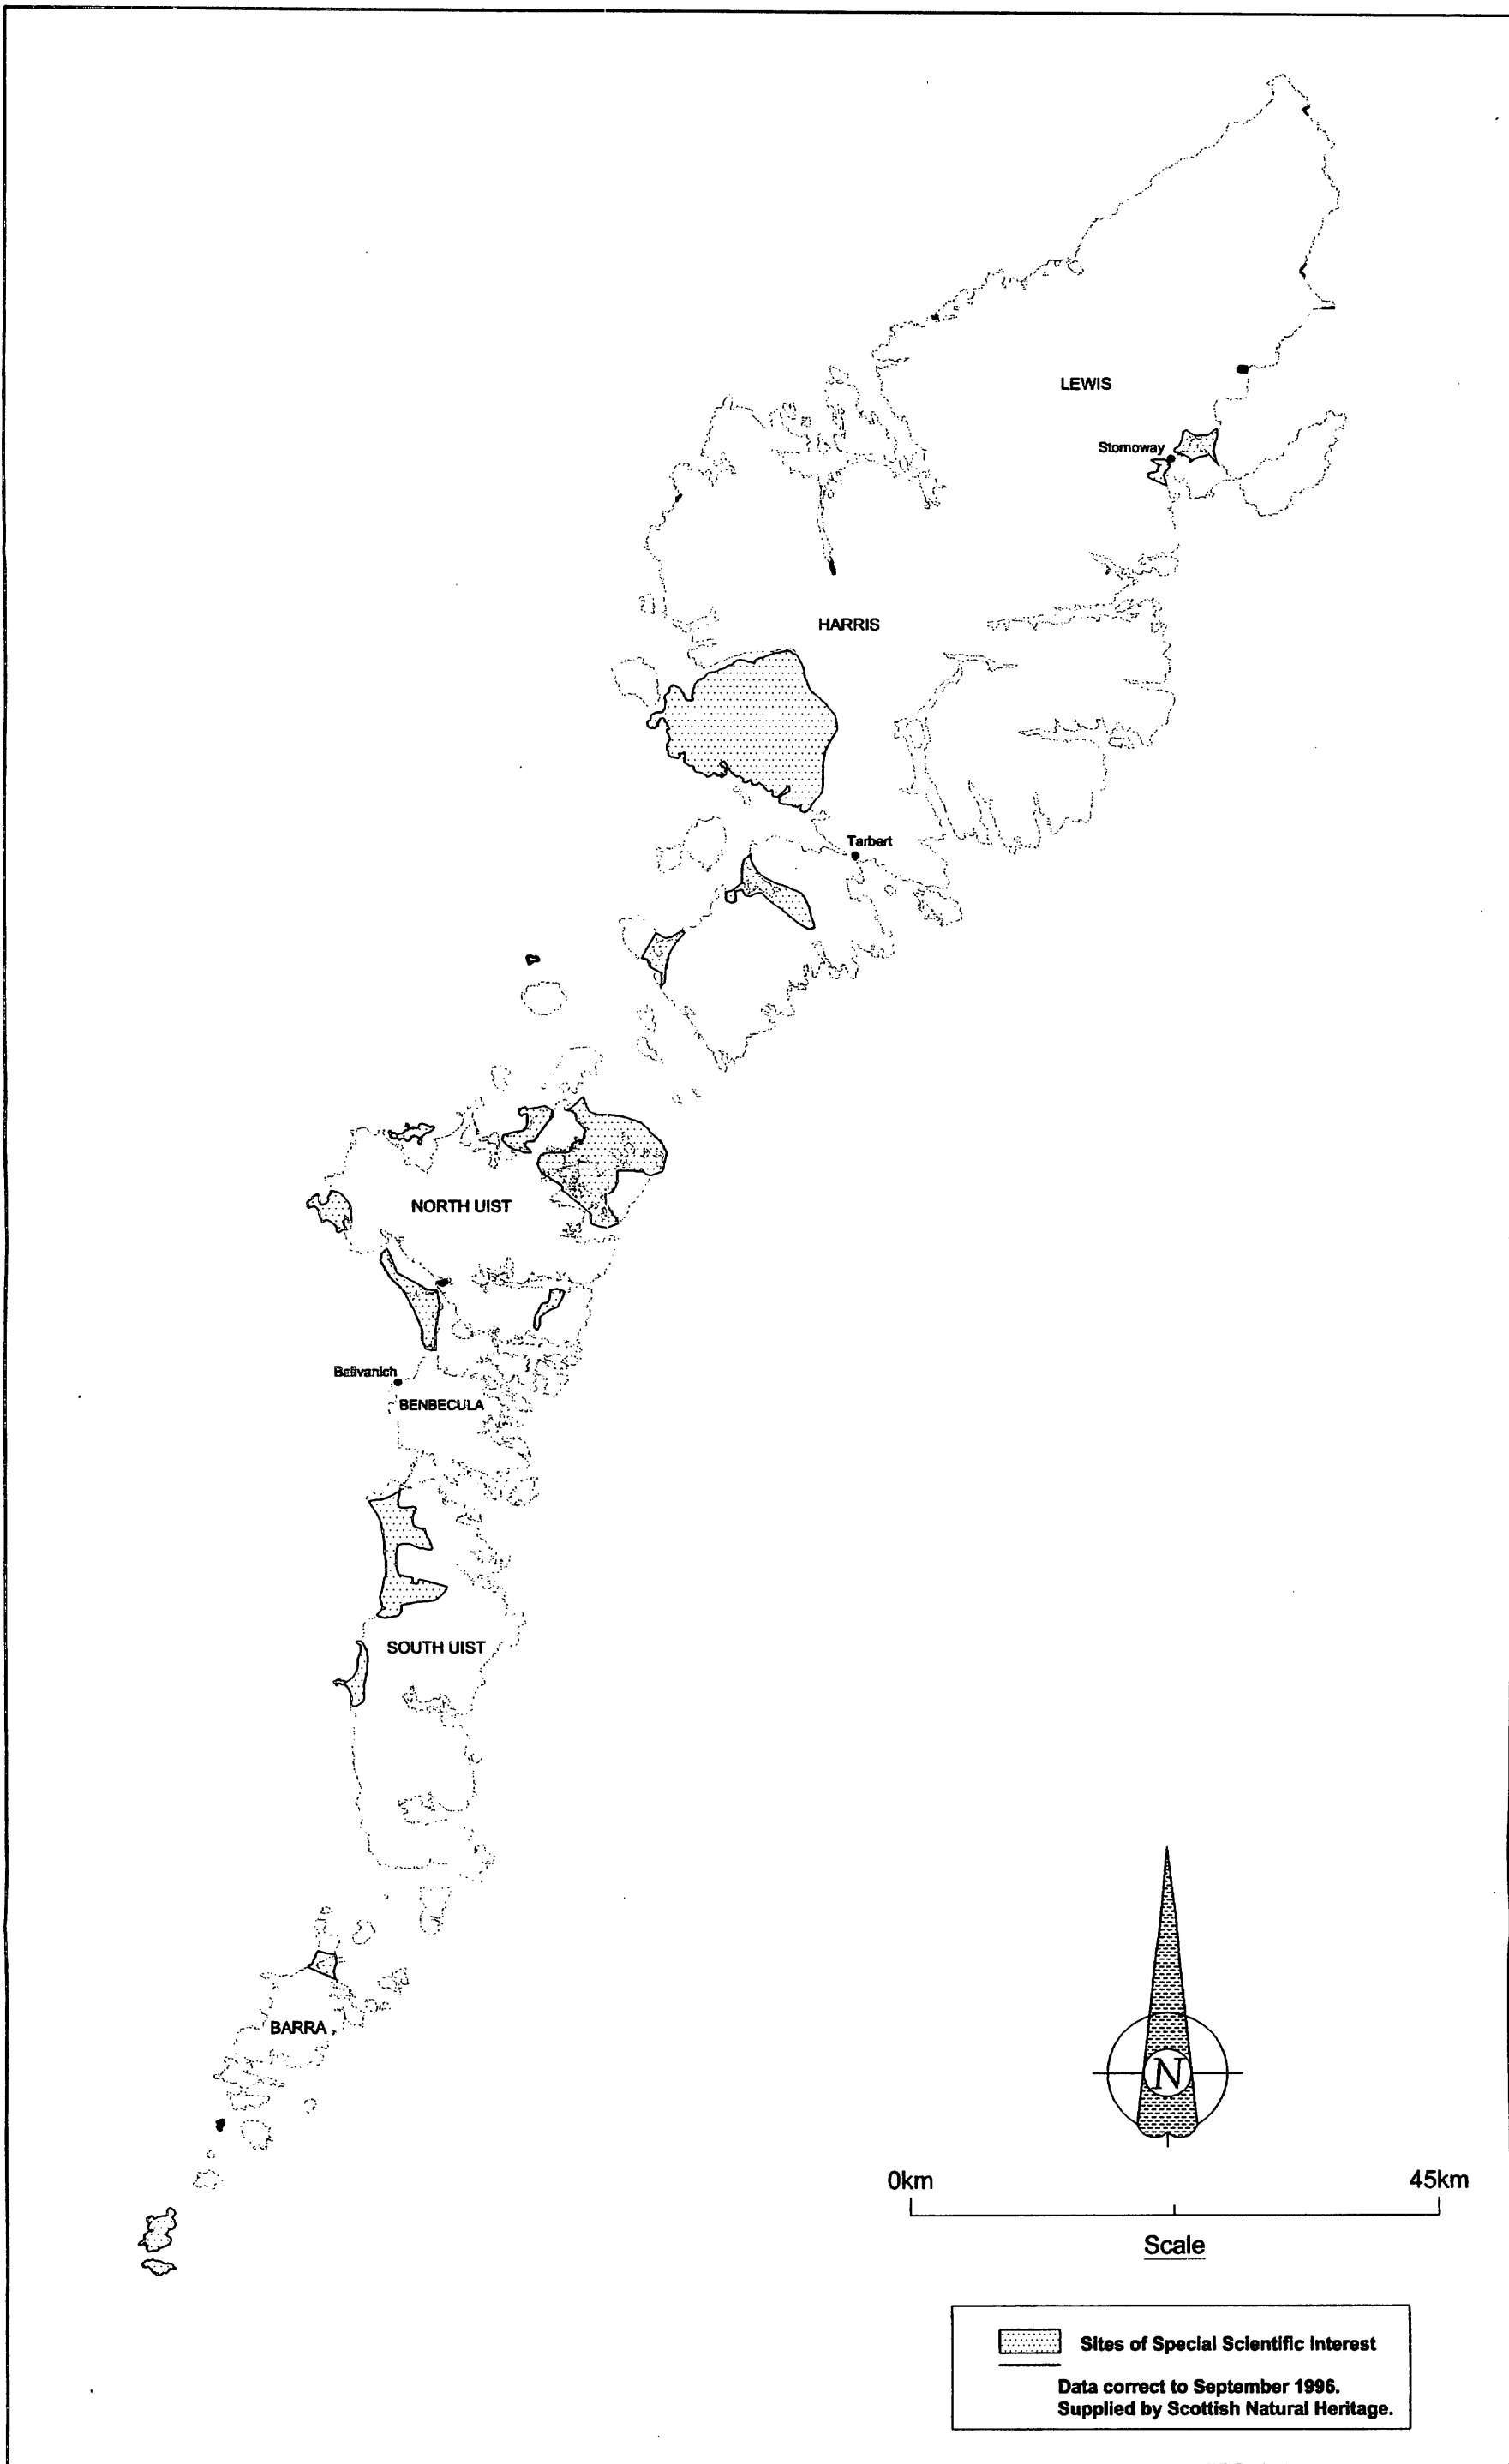 LEWIS
Stornoway
HARRIS
Tarbert
NORTH UIST
Balivanich
BENBECULA
SOUTH UIST
BARRA
N
0km 45km
Scale
Sites of Special Scientific Interest
Data correct to September 1996.
Supplied by Scottish Natural Heritage.